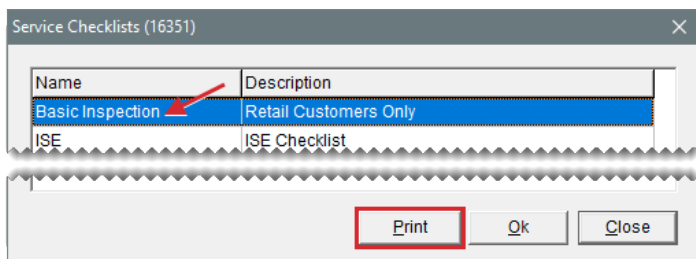 Service Checklists (16351)
Name Description
Basic Inspection Retail Customers Only
ISE ISE Checklist
Print Ok Close